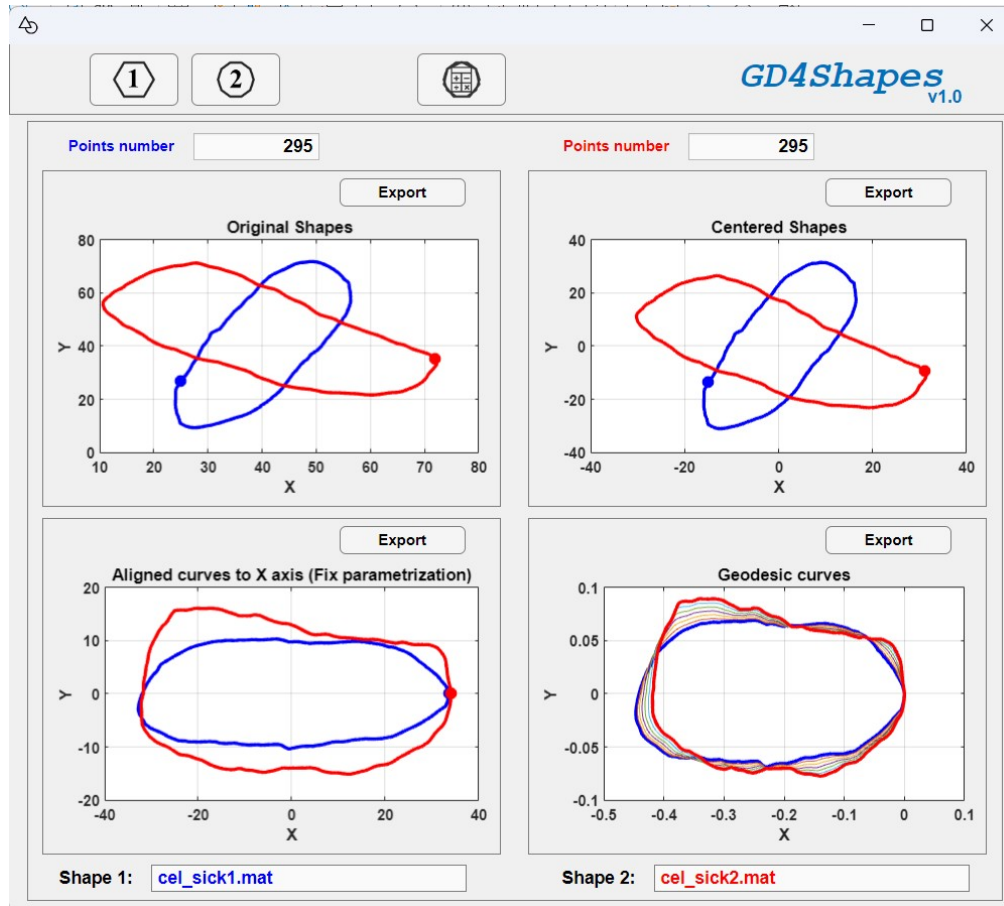 1 2
GD4Shapes
v1.0
Points number 295
Points number 295
Export
Original Shapes
80
60
40
20
0
Y
10 20 30 40 50 60 70 80
X
Export
Centered Shapes
40
20
0
-20
-40
Y
-40 -20 0 20 40
X
Export
Aligned curves to X axis (Fix parametrization)
20
10
0
-10
-20
Y
-40 -20 0 20 40
X
Export
Geodesic curves
0.1
0.05
0
-0.05
-0.1
Y
-0.5 -0.4 -0.3 -0.2 -0.1 0 0.1
X
Shape 1: cel_sick1.mat
Shape 2: cel_sick2.mat